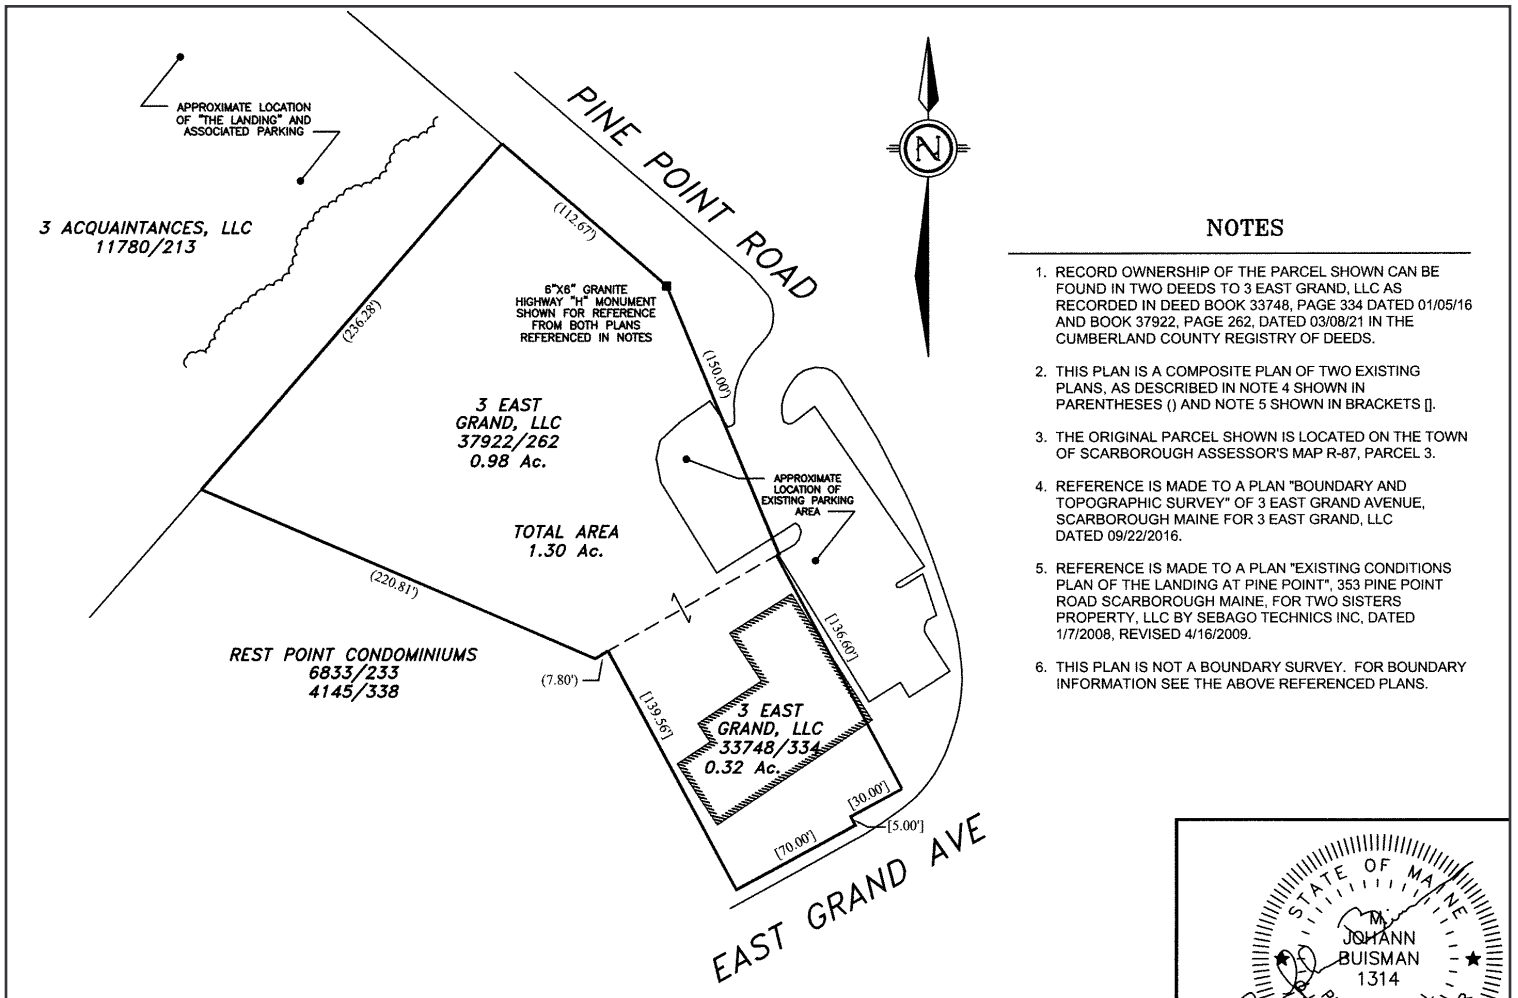 APPROXIMATE LOCATION
OF "THE LANDING" AND
ASSOCIATED PARKING
PINE POINT ROAD
N
3 ACQUAINTANCES, LLC
11780/213
(112.67')
(236.28')
6"X6" GRANITE
HIGHWAY "H" MONUMENT
SHOWN FOR REFERENCE
FROM BOTH PLANS
REFERENCED IN NOTES
(150.00')
3 EAST
GRAND, LLC
37922/262
0.98 Ac.
APPROXIMATE
LOCATION OF
EXISTING PARKING
AREA
TOTAL AREA
1.30 Ac.
(220.81')
REST POINT CONDOMINIUMS
6833/233
4145/338
(7.80')
[136.60']
[139.56']
3 EAST
GRAND, LLC
33748/334
0.32 Ac.
[30.00']
[5.00']
[70.00']
EAST GRAND AVE
NOTES
1. RECORD OWNERSHIP OF THE PARCEL SHOWN CAN BE
FOUND IN TWO DEEDS TO 3 EAST GRAND, LLC AS
RECORDED IN DEED BOOK 33748, PAGE 334 DATED 01/05/16
AND BOOK 37922, PAGE 262, DATED 03/08/21 IN THE
CUMBERLAND COUNTY REGISTRY OF DEEDS.
2. THIS PLAN IS A COMPOSITE PLAN OF TWO EXISTING
PLANS, AS DESCRIBED IN NOTE 4 SHOWN IN
PARENTHESES () AND NOTE 5 SHOWN IN BRACKETS [].
3. THE ORIGINAL PARCEL SHOWN IS LOCATED ON THE TOWN
OF SCARBOROUGH ASSESSOR'S MAP R-87, PARCEL 3.
4. REFERENCE IS MADE TO A PLAN "BOUNDARY AND
TOPOGRAPHIC SURVEY" OF 3 EAST GRAND AVENUE,
SCARBOROUGH MAINE FOR 3 EAST GRAND, LLC
DATED 09/22/2016.
5. REFERENCE IS MADE TO A PLAN "EXISTING CONDITIONS
PLAN OF THE LANDING AT PINE POINT", 353 PINE POINT
ROAD SCARBOROUGH MAINE, FOR TWO SISTERS
PROPERTY, LLC BY SEBAGO TECHNICS INC, DATED
1/7/2008, REVISED 4/16/2009.
6. THIS PLAN IS NOT A BOUNDARY SURVEY. FOR BOUNDARY
INFORMATION SEE THE ABOVE REFERENCED PLANS.
STATE OF MAINE
M.
JOHANN
BUISMAN
1314